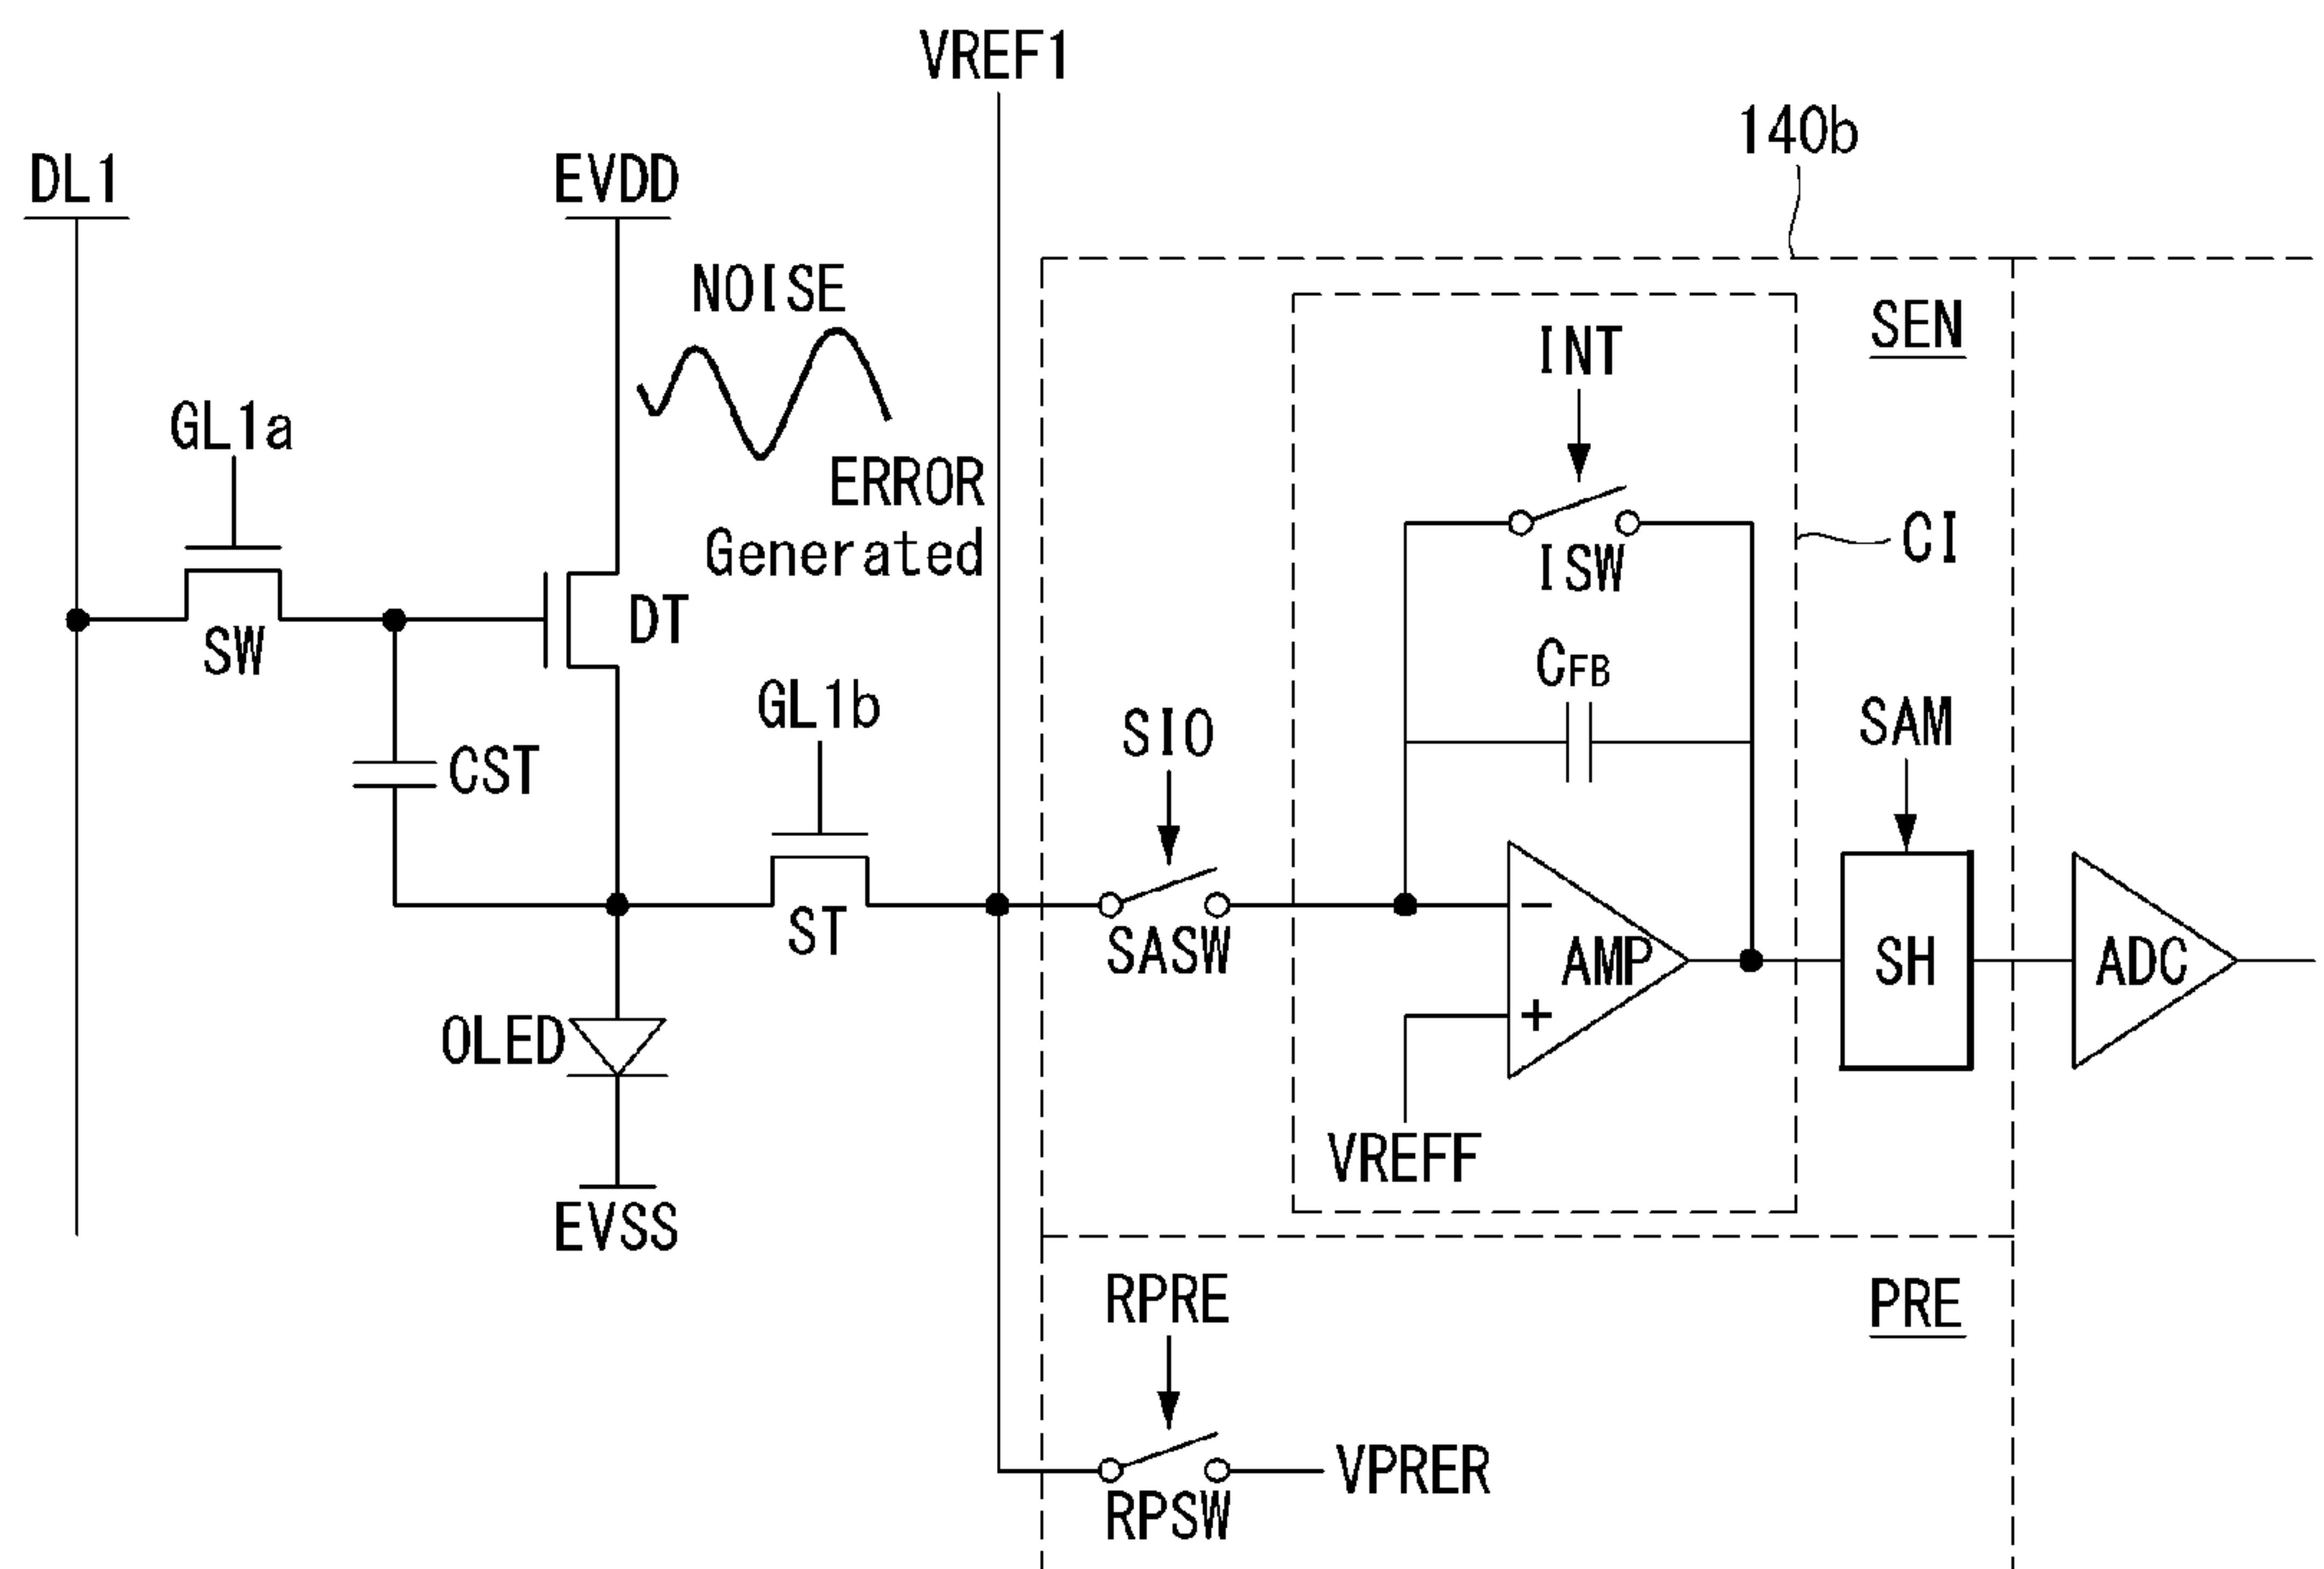 VREF1
140b
DL1
EVDD
NOISE
SEN
INT
GL1a
ERROR
Generated
ISW
CI
DT
SW
CFB
GL1b
SIO
SAM
CST
ST
SASW
−
AMP
SH
ADC
+
OLED
VREFF
EVSS
RPRE
PRE
VPRER
RPSW